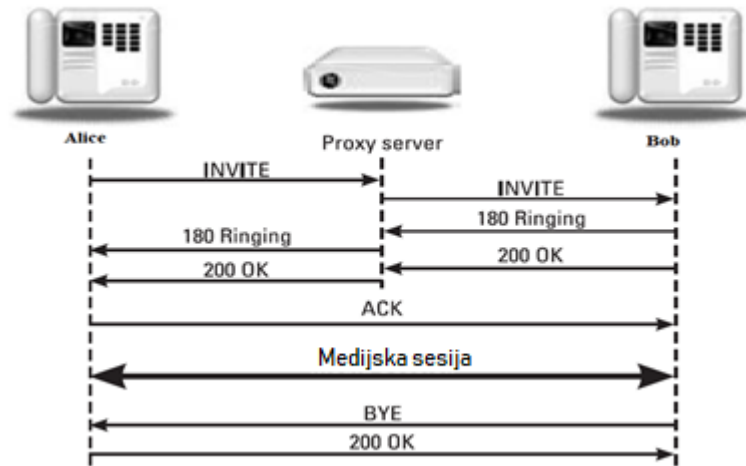 Alice
Proxy server
Bob
INVITE
INVITE
180 Ringing
180 Ringing
200 OK
200 OK
ACK
Medijska sesija
BYE
200 OK